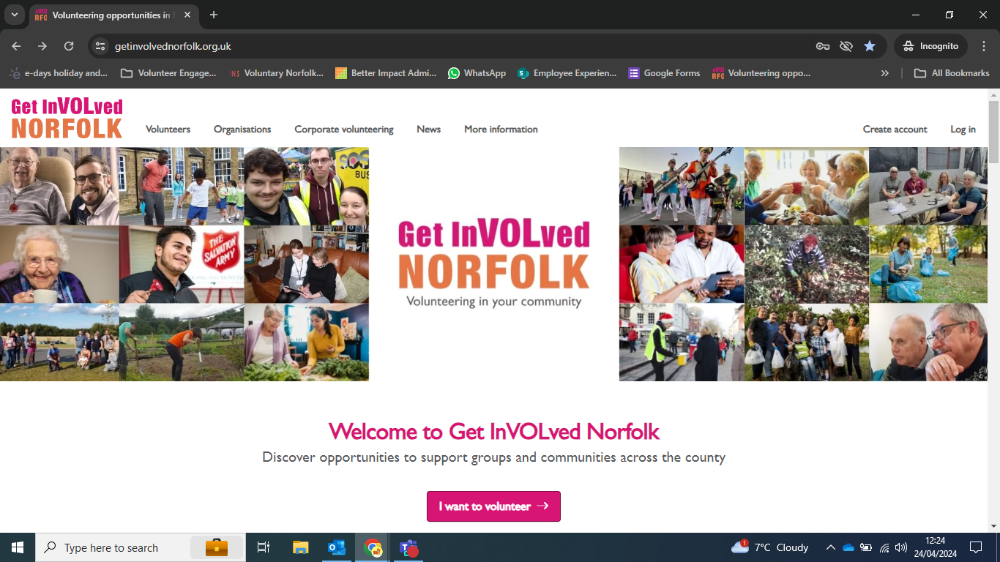 Volunteering opportunities in
getinvolvednorfolk.org.uk
Incognito
e-days holiday and...
Volunteer Engage...
Voluntary Norfolk...
Better Impact Admi...
WhatsApp
Employee Experien...
Google Forms
Volunteering oppo...
All Bookmarks
Get InVOLved
NORFOLK
Volunteers
Organisations
Corporate volunteering
News
More information
Create account
Log in
SOS
BUS
THE
SALVATION
ARMY
Get InVOLved
NORFOLK
Volunteering in your community
Welcome to Get InVOLved Norfolk
Discover opportunities to support groups and communities across the county
I want to volunteer
Type here to search
1
7°C Cloudy
12:24
24/04/2024